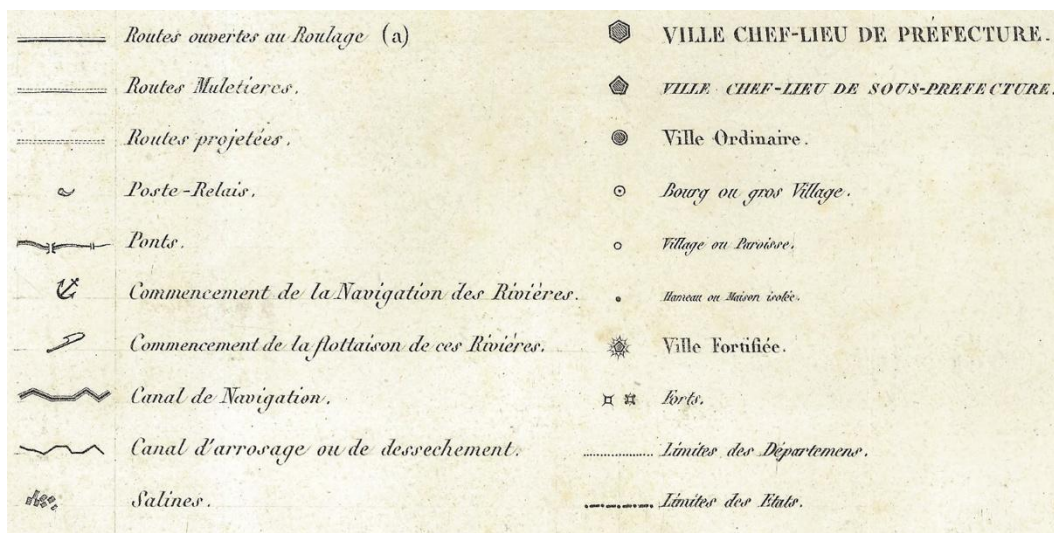 Routes ouvertes au Roulage (a)
Routes Muletieres.
Routes projetées.
Poste-Relais.
Ponts.
Commencement de la Navigation des Rivières.
Commencement de la flottaison de ces Rivières.
Canal de Navigation.
Canal d'arrosage ou de dessechement.
Salines.
VILLE CHEF-LIEU DE PRÉFECTURE.
VILLE CHEF-LIEU DE SOUS-PREFECTURE.
Ville Ordinaire.
Bourg ou gros Village.
Village ou Paroisse.
Hameau ou Maison isolée.
Ville Fortifiée.
Forts.
Limites des Départemens.
Limites des Etats.